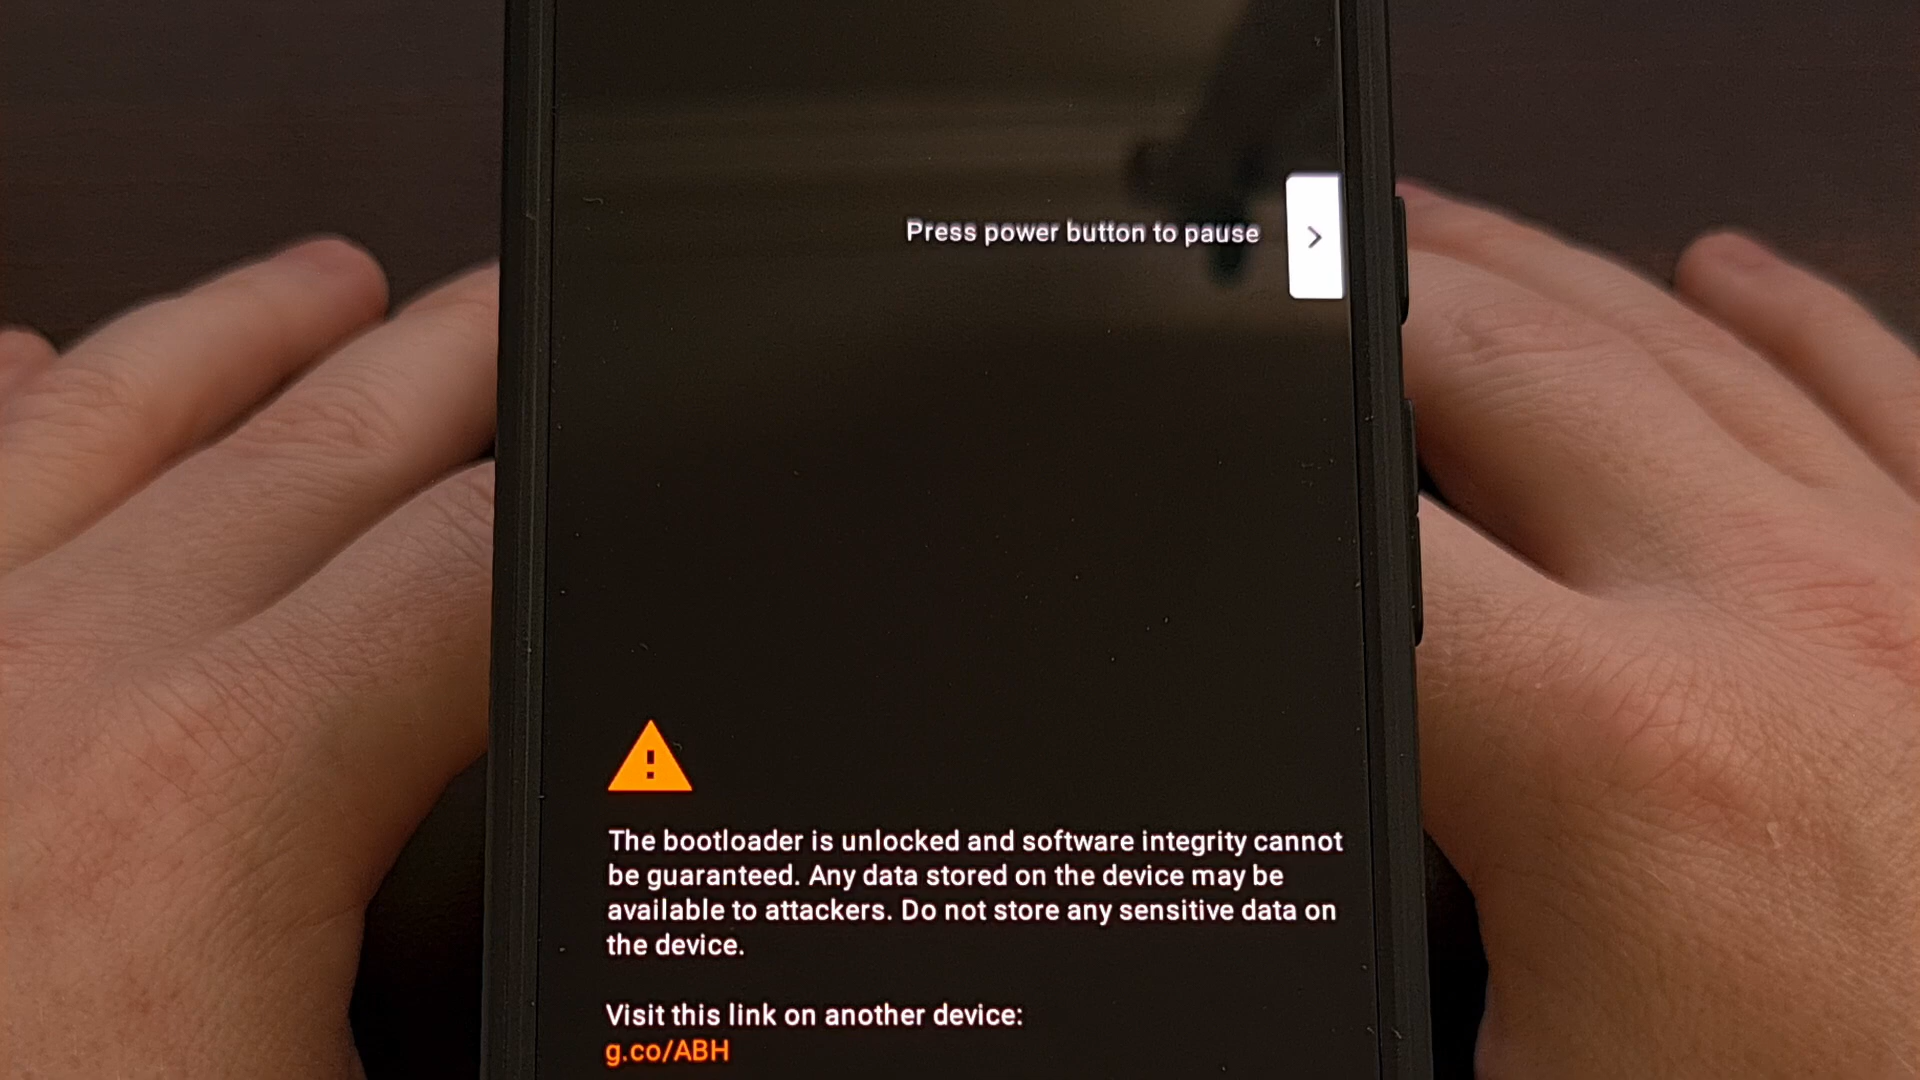 Press power button to pause
The bootloader is unlocked and software integrity cannot
be guaranteed. Any data stored on the device may be
available to attackers. Do not store any sensitive data on
the device.
Visit this link on another device:
g.co/ABH